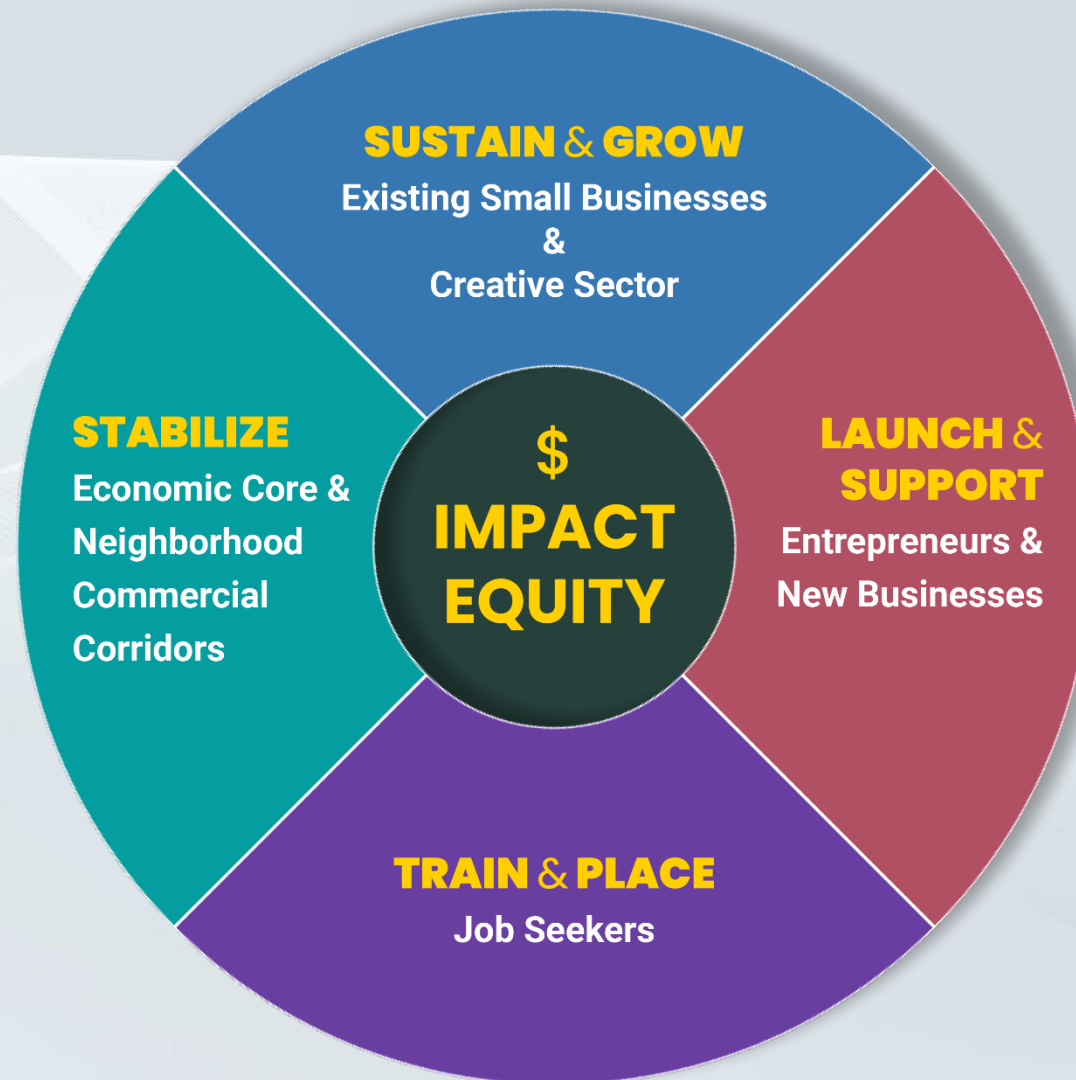 SUSTAIN & GROW
Existing Small Businesses
&
Creative Sector
STABILIZE
Economic Core &
Neighborhood
Commercial
Corridors
$
IMPACT
EQUITY
LAUNCH &
SUPPORT
Entrepreneurs &
New Businesses
TRAIN & PLACE
Job Seekers